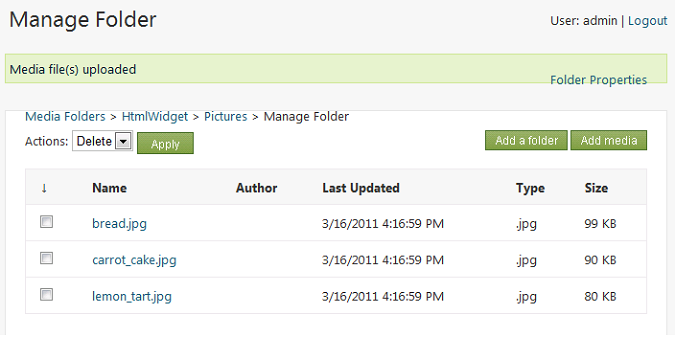 Manage Folder
User: admin | Logout
Media file(s) uploaded
Folder Properties
Media Folders > HtmlWidget > Pictures > Manage Folder
Actions: Delete Apply Add a folder Add media
↓ Name Author Last Updated Type Size
bread.jpg 3/16/2011 4:16:59 PM .jpg 99 KB
carrot_cake.jpg 3/16/2011 4:16:59 PM .jpg 90 KB
lemon_tart.jpg 3/16/2011 4:16:59 PM .jpg 80 KB